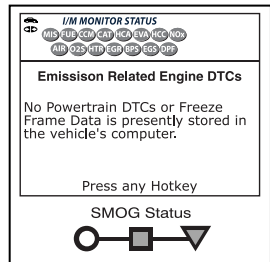 I/M MONITOR STATUS
MIS FUE CCM CAT HCA EVA HCC NOx
AIR O2S HTR EGR BPS EGS DPF
Emissison Related Engine DTCs
No Powertrain DTCs or Freeze
Frame Data is presently stored in
the vehicle's computer.
Press any Hotkey
SMOG Status